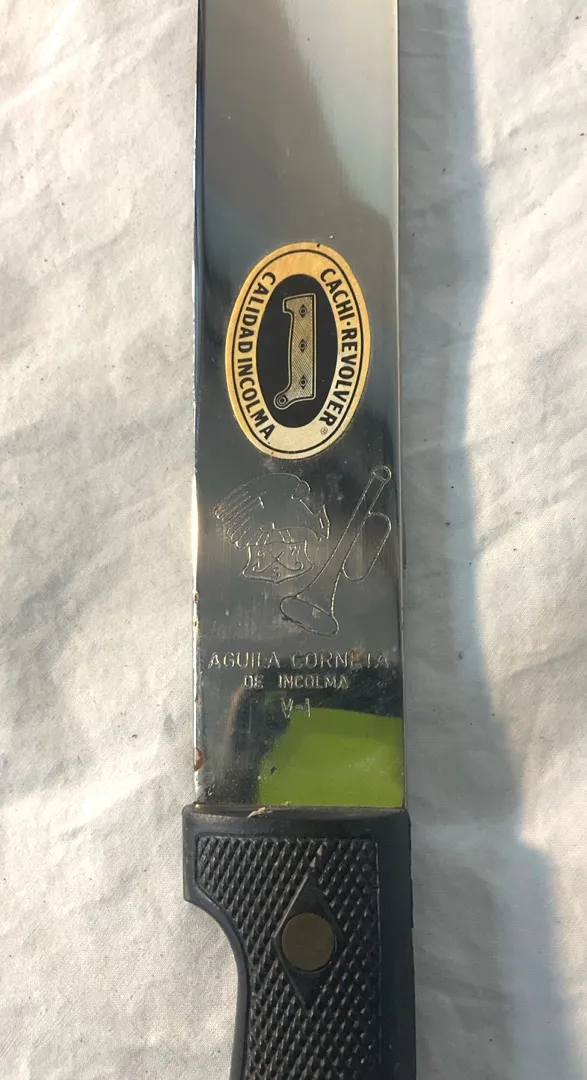 CACHI-REVOLVER®
CALIDAD INCOLMA
AGUILA CORNETA
DE INCOLMA
V-1